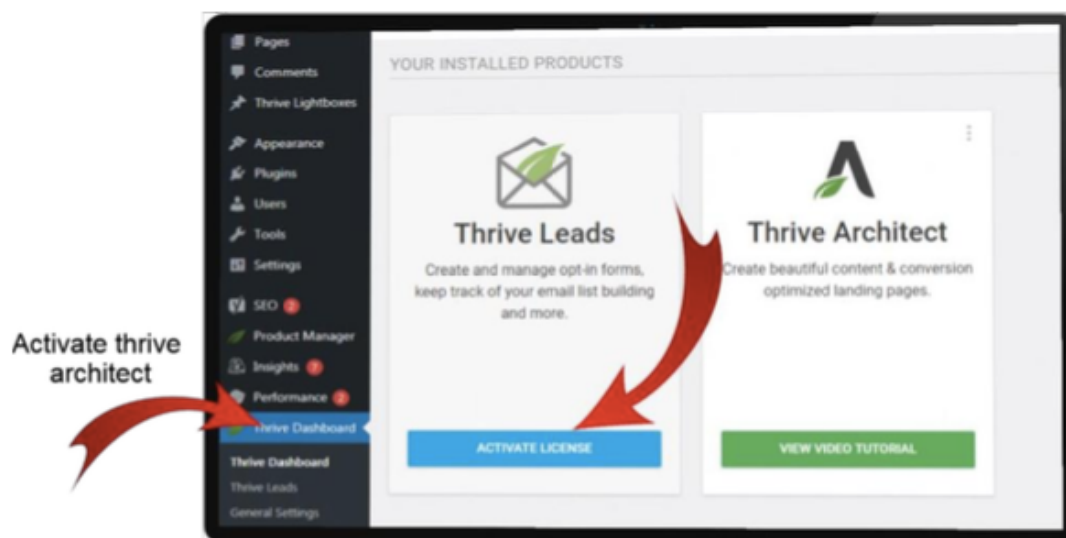 Pages
Comments
Thrive Lightboxes
Appearance
Plugins
Users
Tools
Settings
SEO 2
Product Manager
Insights 7
Performance 2
Thrive Dashboard
Thrive Dashboard
Thrive Leads
General Settings
Activate thrive
architect
YOUR INSTALLED PRODUCTS
Thrive Leads
Create and manage opt-in forms,
keep track of your email list building
and more.
ACTIVATE LICENSE
Thrive Architect
Create beautiful content & conversion
optimized landing pages.
VIEW VIDEO TUTORIAL